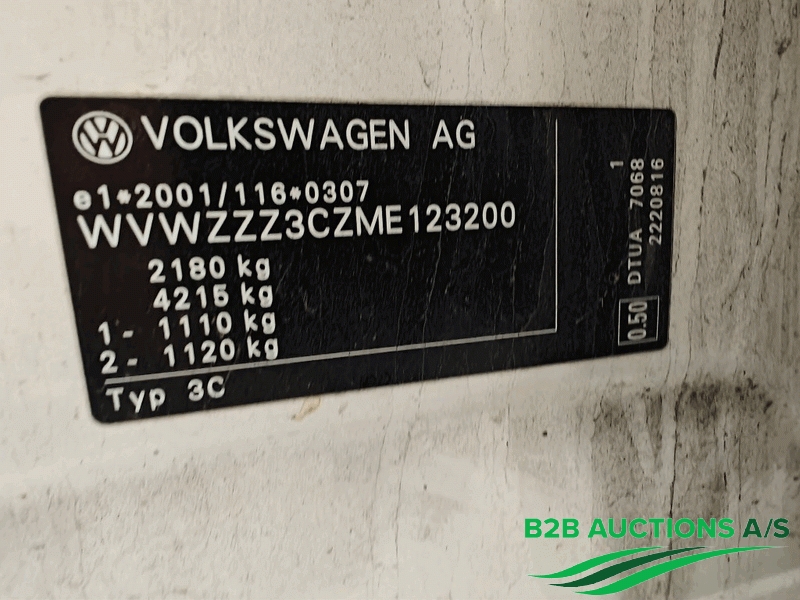 VOLKSWAGEN AG
e1*2001/116*0307
WVWZZZ3CZME123200
2180 kg
4215 kg
1 - 1110 kg
2 - 1120 kg
Typ 3C
1
DTUA 7068
2220816
0.50
B2B AUCTIONS A/S